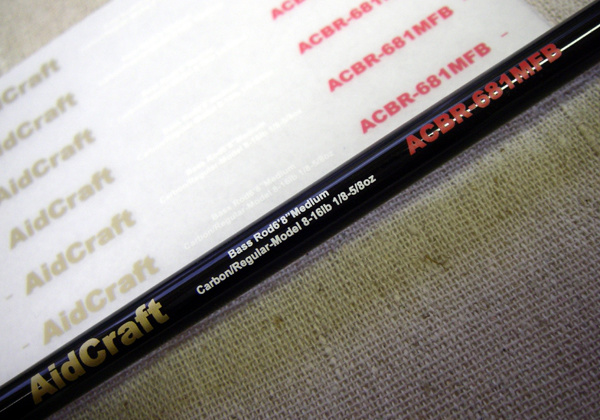 AidCraft
AidCraft
AidCraft
AidCraft
AidCraft
ACBR-681MFB
ACBR-681MFB
ACBR-681MFB
AidCraft
Bass Rod6'8"Medium
Carbon/Regular-Model 8-16lb 1/8-5/8oz
ACBR-681MFB